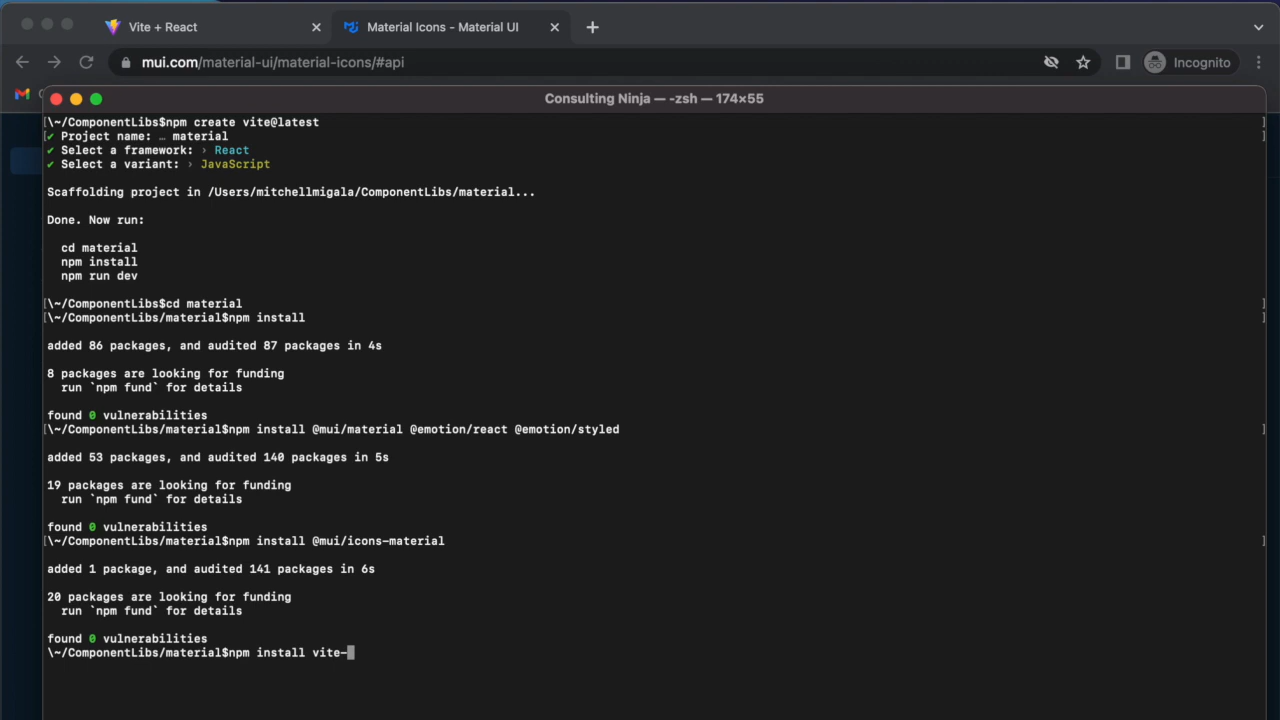 Vite + React
Material Icons - Material UI
mui.com/material-ui/material-icons/#api
Incognito
Consulting Ninja — -zsh — 174×55
[\~/ComponentLibs$npm create vite@latest ]
[✔ Project name: … material ]
✔ Select a framework: › React
✔ Select a variant: › JavaScript
Scaffolding project in /Users/mitchellmigala/ComponentLibs/material...
Done. Now run:
cd material
npm install
npm run dev
[\~/ComponentLibs$cd material ]
[\~/ComponentLibs/material$npm install ]
added 86 packages, and audited 87 packages in 4s
8 packages are looking for funding
run `npm fund` for details
found 0 vulnerabilities
[\~/ComponentLibs/material$npm install @mui/material @emotion/react @emotion/styled ]
added 53 packages, and audited 140 packages in 5s
19 packages are looking for funding
run `npm fund` for details
found 0 vulnerabilities
[\~/ComponentLibs/material$npm install @mui/icons-material ]
added 1 package, and audited 141 packages in 6s
20 packages are looking for funding
run `npm fund` for details
found 0 vulnerabilities
\~/ComponentLibs/material$npm install vite-